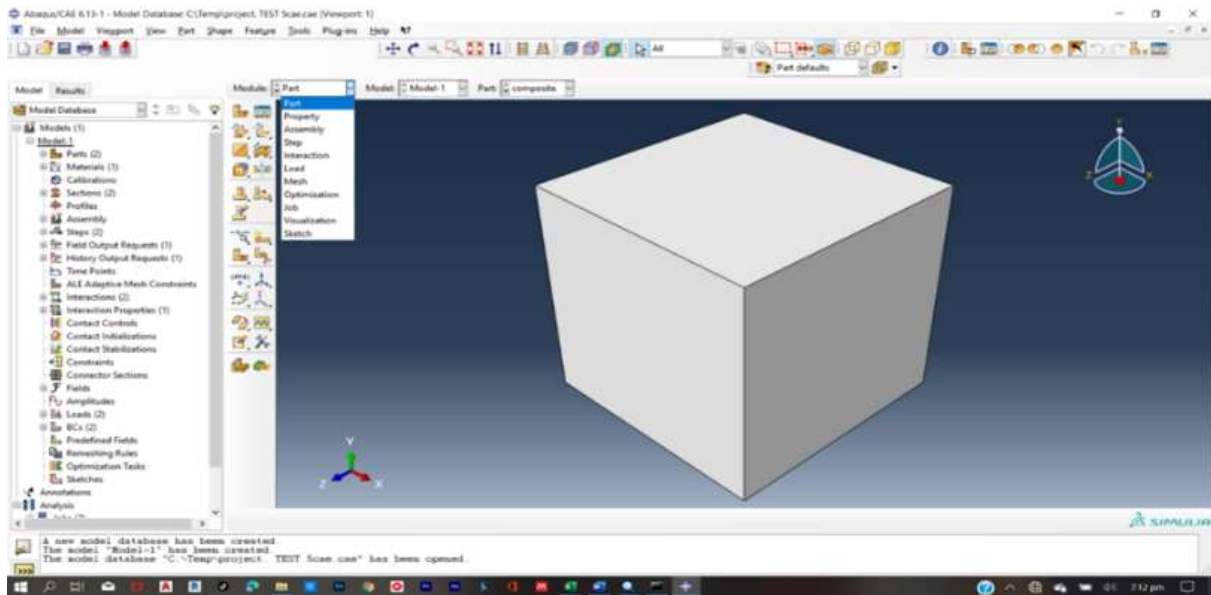 Abaqus/CAE 6.13-1 - Model Database: C:\Temp\project. TEST Scae.cae [Viewport: 1]
File Model Viewport View Part Shape Feature Tools Plug-ins Help
All
Part defaults
Model Results
Module: Part Model: Model-1 Part: composite
Model Database
Part
Property
Assembly
Step
Interaction
Load
Mesh
Optimization
Job
Visualization
Sketch
Models (1)
Model-1
Parts (2)
Materials (1)
Calibrations
Sections (2)
Profiles
Assembly
Steps (2)
Field Output Requests (1)
History Output Requests (1)
Time Points
ALE Adaptive Mesh Constraints
Interactions (2)
Interaction Properties (1)
Contact Controls
Contact Initializations
Contact Stabilizations
Constraints
Connector Sections
Fields
Amplitudes
Loads (2)
BCs (2)
Predefined Fields
Remeshing Rules
Optimization Tasks
Sketches
Annotations
Analysis
Y
Z X
Y
Z X
SIMULIA
A new model database has been created.
The model "Model-1" has been created.
The model database "C:\Temp\project. TEST Scae.cae" has been opened.
>>>
7:12 pm